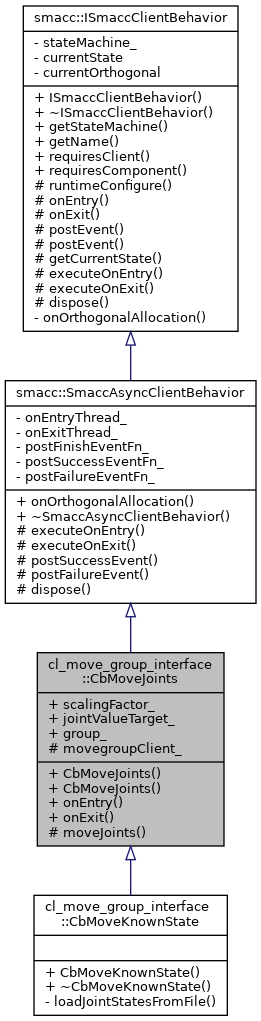 smacc::ISmaccClientBehavior
- stateMachine_
- currentState
- currentOrthogonal
+ ISmaccClientBehavior()
+ ~ISmaccClientBehavior()
+ getStateMachine()
+ getName()
+ requiresClient()
+ requiresComponent()
# runtimeConfigure()
# onEntry()
# onExit()
# postEvent()
# postEvent()
# getCurrentState()
# executeOnEntry()
# executeOnExit()
# dispose()
- onOrthogonalAllocation()
smacc::SmaccAsyncClientBehavior
- onEntryThread_
- onExitThread_
- postFinishEventFn_
- postSuccessEventFn_
- postFailureEventFn_
+ onOrthogonalAllocation()
+ ~SmaccAsyncClientBehavior()
# executeOnEntry()
# executeOnExit()
# postSuccessEvent()
# postFailureEvent()
# dispose()
cl_move_group_interface
::CbMoveJoints
+ scalingFactor_
+ jointValueTarget_
+ group_
# movegroupClient_
+ CbMoveJoints()
+ CbMoveJoints()
+ onEntry()
+ onExit()
# moveJoints()
cl_move_group_interface
::CbMoveKnownState
+ CbMoveKnownState()
+ ~CbMoveKnownState()
- loadJointStatesFromFile()